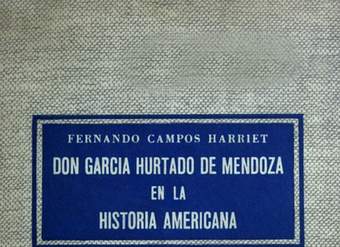 FERNANDO CAMPOS HARRIET
DON GARCIA HURTADO DE MENDOZA
EN LA
HISTORIA AMERICANA